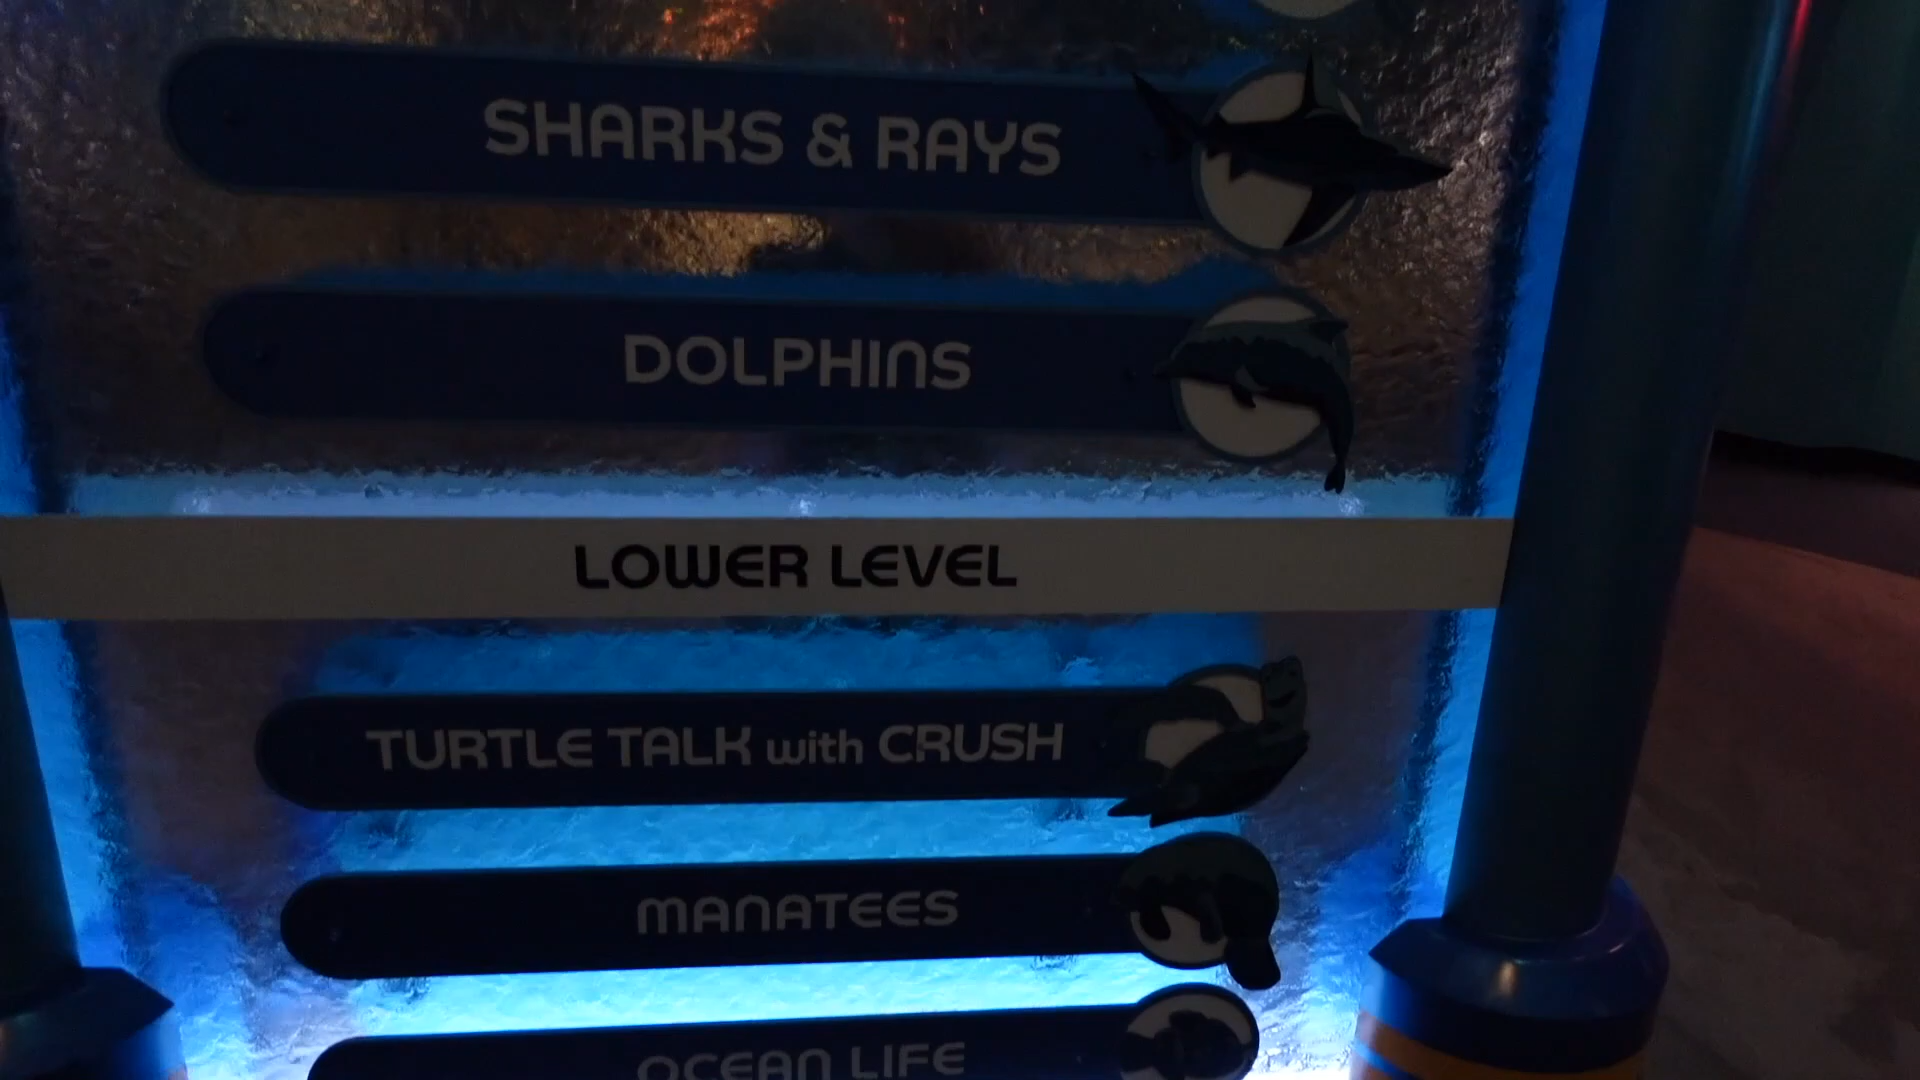 SHARKS & RAYS
DOLPHINS
LOWER LEVEL
TURTLE TALK with CRUSH
MANATEES
OCEAN LIFE